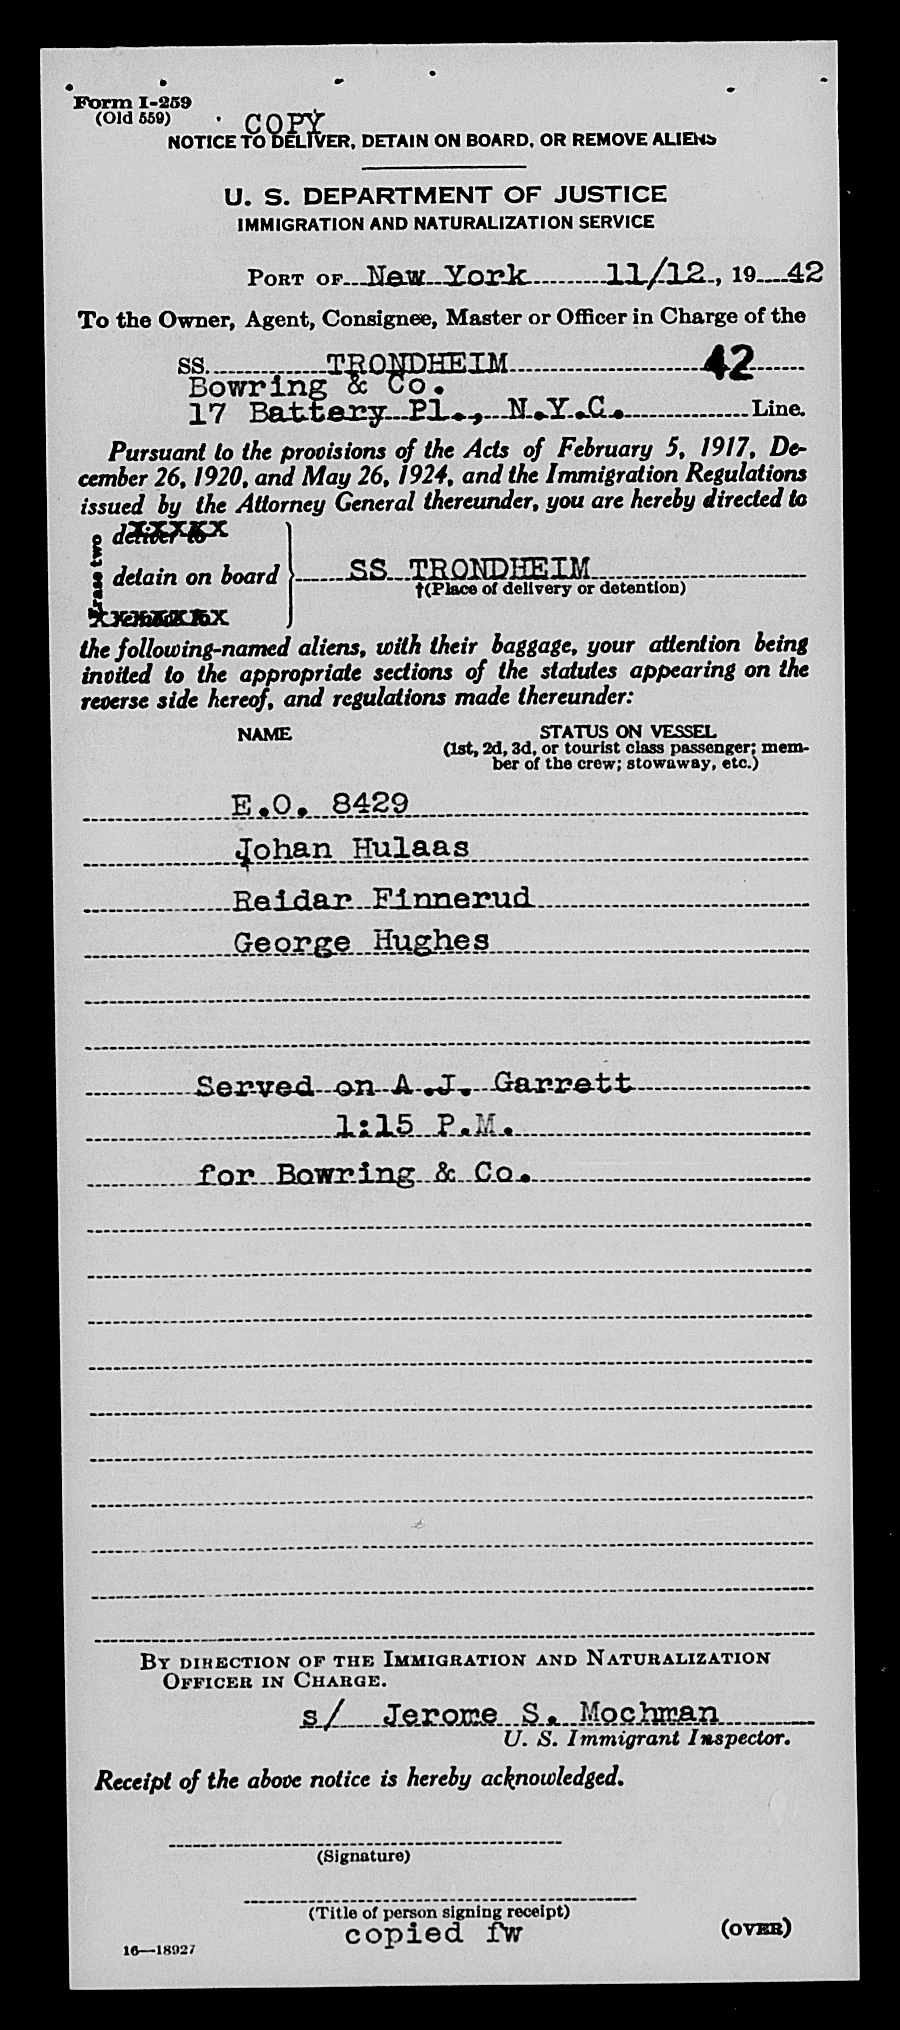 Form I-259
(Old 559)
COPY
NOTICE TO DELIVER, DETAIN ON BOARD, OR REMOVE ALIENS
U. S. DEPARTMENT OF JUSTICE
IMMIGRATION AND NATURALIZATION SERVICE
PORT OF New York 11/12, 19 42
To the Owner, Agent, Consignee, Master or Officer in Charge of the
SS. TRONDHEIM 42
Bowring & Co.
17 Battery Pl., N.Y.C. Line.
Pursuant to the provisions of the Acts of February 5, 1917, De-
cember 26, 1920, and May 26, 1924, and the Immigration Regulations
issued by the Attorney General thereunder, you are hereby directed to
Erase two
deliver to
detain on board SS TRONDHEIM
†(Place of delivery or detention)
the following-named aliens, with their baggage, your attention being
invited to the appropriate sections of the statutes appearing on the
reverse side hereof, and regulations made thereunder:
NAME STATUS ON VESSEL
(1st, 2d, 3d, or tourist class passenger; mem-
ber of the crew; stowaway, etc.)
E.O. 8429
Johan Hulaas
Reidar Finnerud
George Hughes
Served on A.J. Garrett
1:15 P.M.
for Bowring & Co.
BY DIRECTION OF THE IMMIGRATION AND NATURALIZATION
OFFICER IN CHARGE.
s/ Jerome S. Mochman
U. S. Immigrant Inspector.
Receipt of the above notice is hereby acknowledged.
(Signature)
(Title of person signing receipt)
copied fw
16—18927 (OVER)